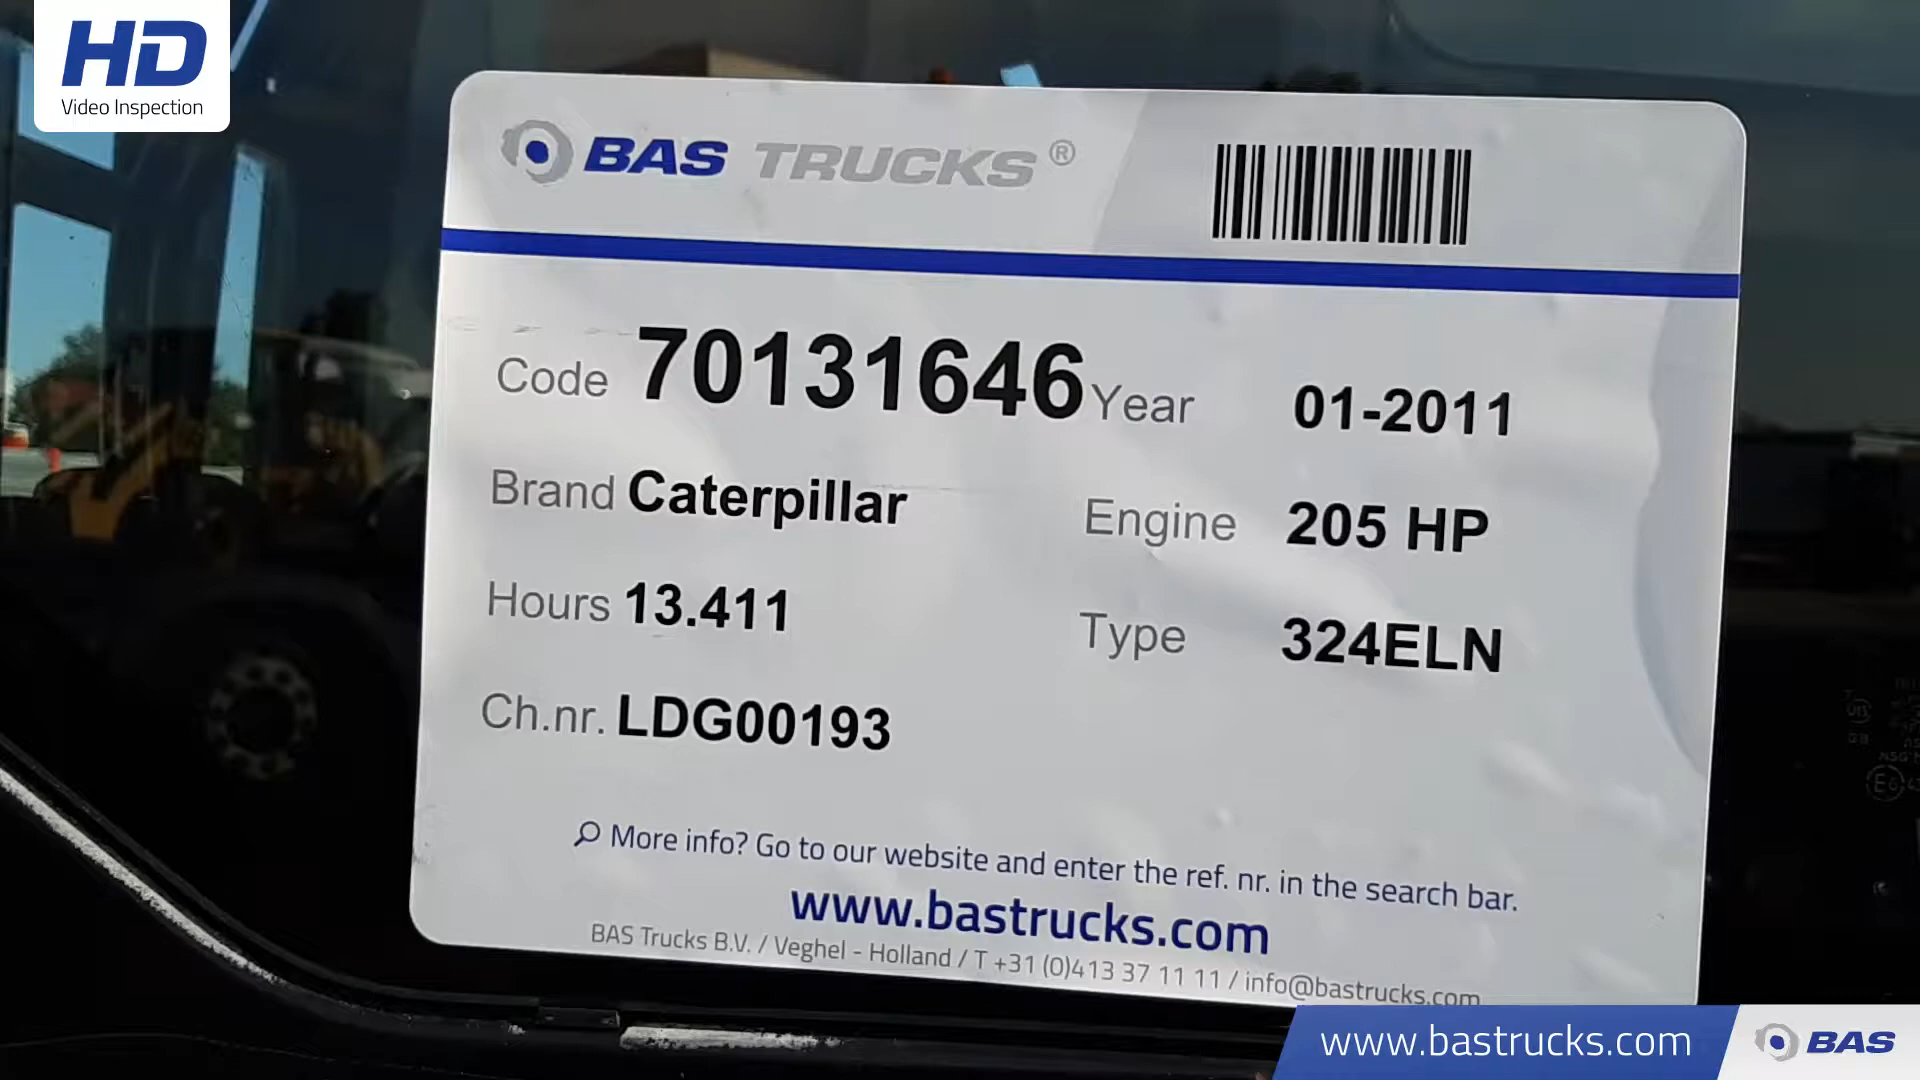 HD
Video Inspection
BAS TRUCKS®
Code 70131646 Year 01-2011
Brand Caterpillar Engine 205 HP
Hours 13.411 Type 324ELN
Ch.nr. LDG00193
More info? Go to our website and enter the ref. nr. in the search bar.
www.bastrucks.com
BAS Trucks B.V. / Veghel - Holland / T +31 (0)413 37 11 11 / info@bastrucks.com
www.bastrucks.com BAS